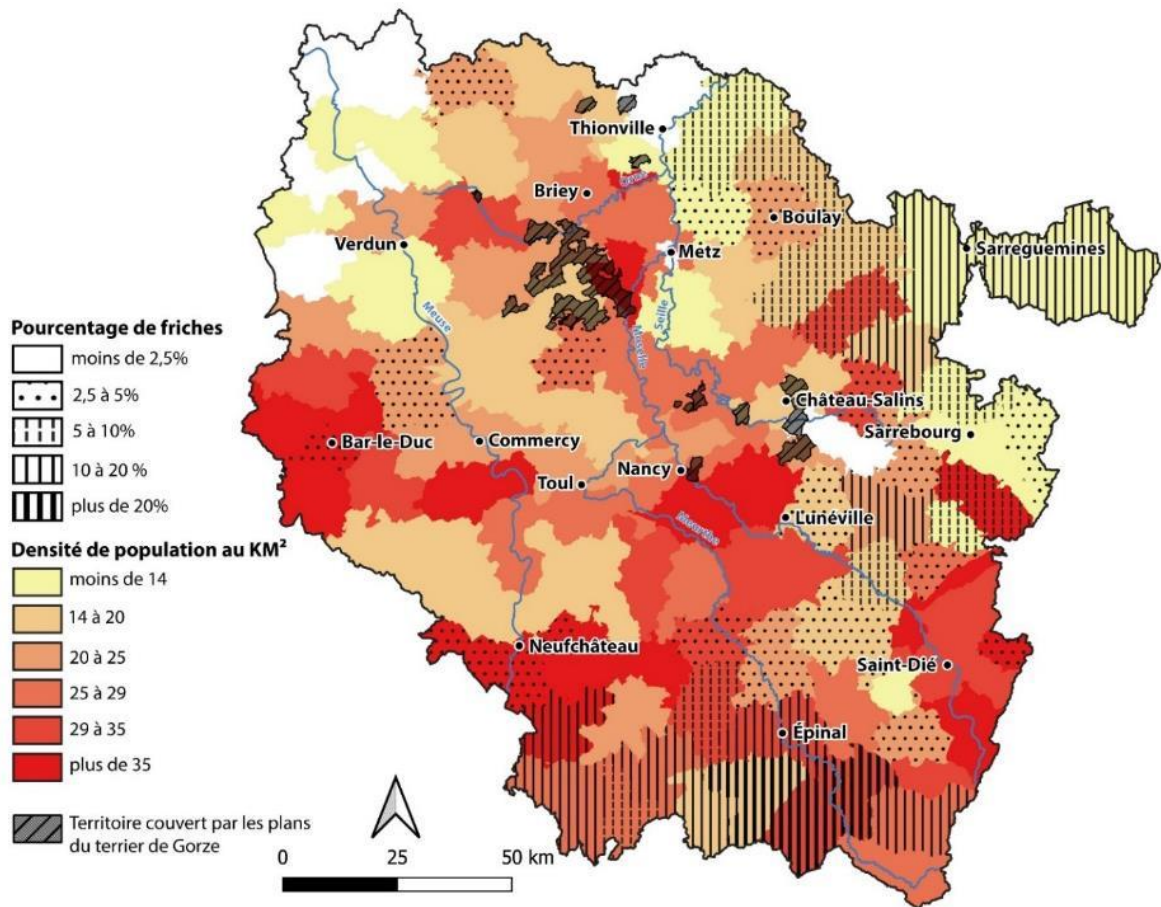 Thionville
Briey
Orne
Boulay
Verdun
Metz
Sarreguemines
Meuse
Seille
Moselle
Pourcentage de friches
moins de 2,5%
2,5 à 5%
5 à 10%
10 à 20 %
plus de 20%
Château-Salins
Sarrebourg
Bar-le-Duc
Commercy
Nancy
Toul
Lunéville
Meurthe
Densité de population au KM²
moins de 14
14 à 20
20 à 25
25 à 29
29 à 35
plus de 35
Neufchâteau
Saint-Dié
Épinal
Territoire couvert par les plans
du terrier de Gorze
0 25 50 km